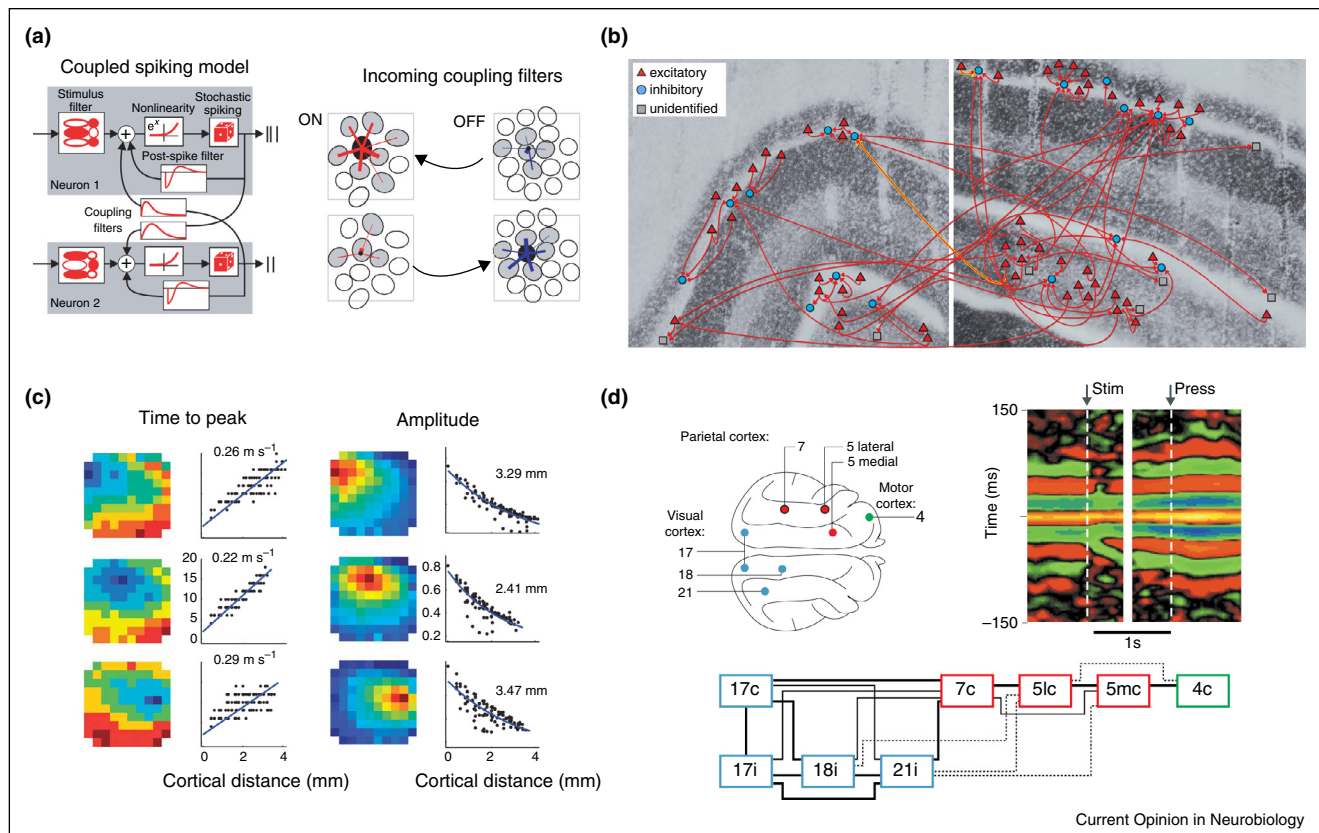 (a)
Coupled spiking model
Stimulus filter
Nonlinearity
Stochastic spiking
e^x
Post-spike filter
Neuron 1
Coupling filters
Neuron 2
Incoming coupling filters
ON
OFF
(b)
excitatory
inhibitory
unidentified
(c)
Time to peak
Amplitude
0.26 m s⁻¹
3.29 mm
20
15
10
5
0
0.22 m s⁻¹
0.8
0.6
0.4
0.2
2.41 mm
0.29 m s⁻¹
3.47 mm
0 2 4
0 2 4
Cortical distance (mm)
Cortical distance (mm)
(d)
Parietal cortex:
7
5 lateral
5 medial
Motor cortex:
4
Visual cortex:
17
18
21
Stim
Press
150
Time (ms)
−150
1s
17c
7c
5lc
5mc
4c
17i
18i
21i
Current Opinion in Neurobiology